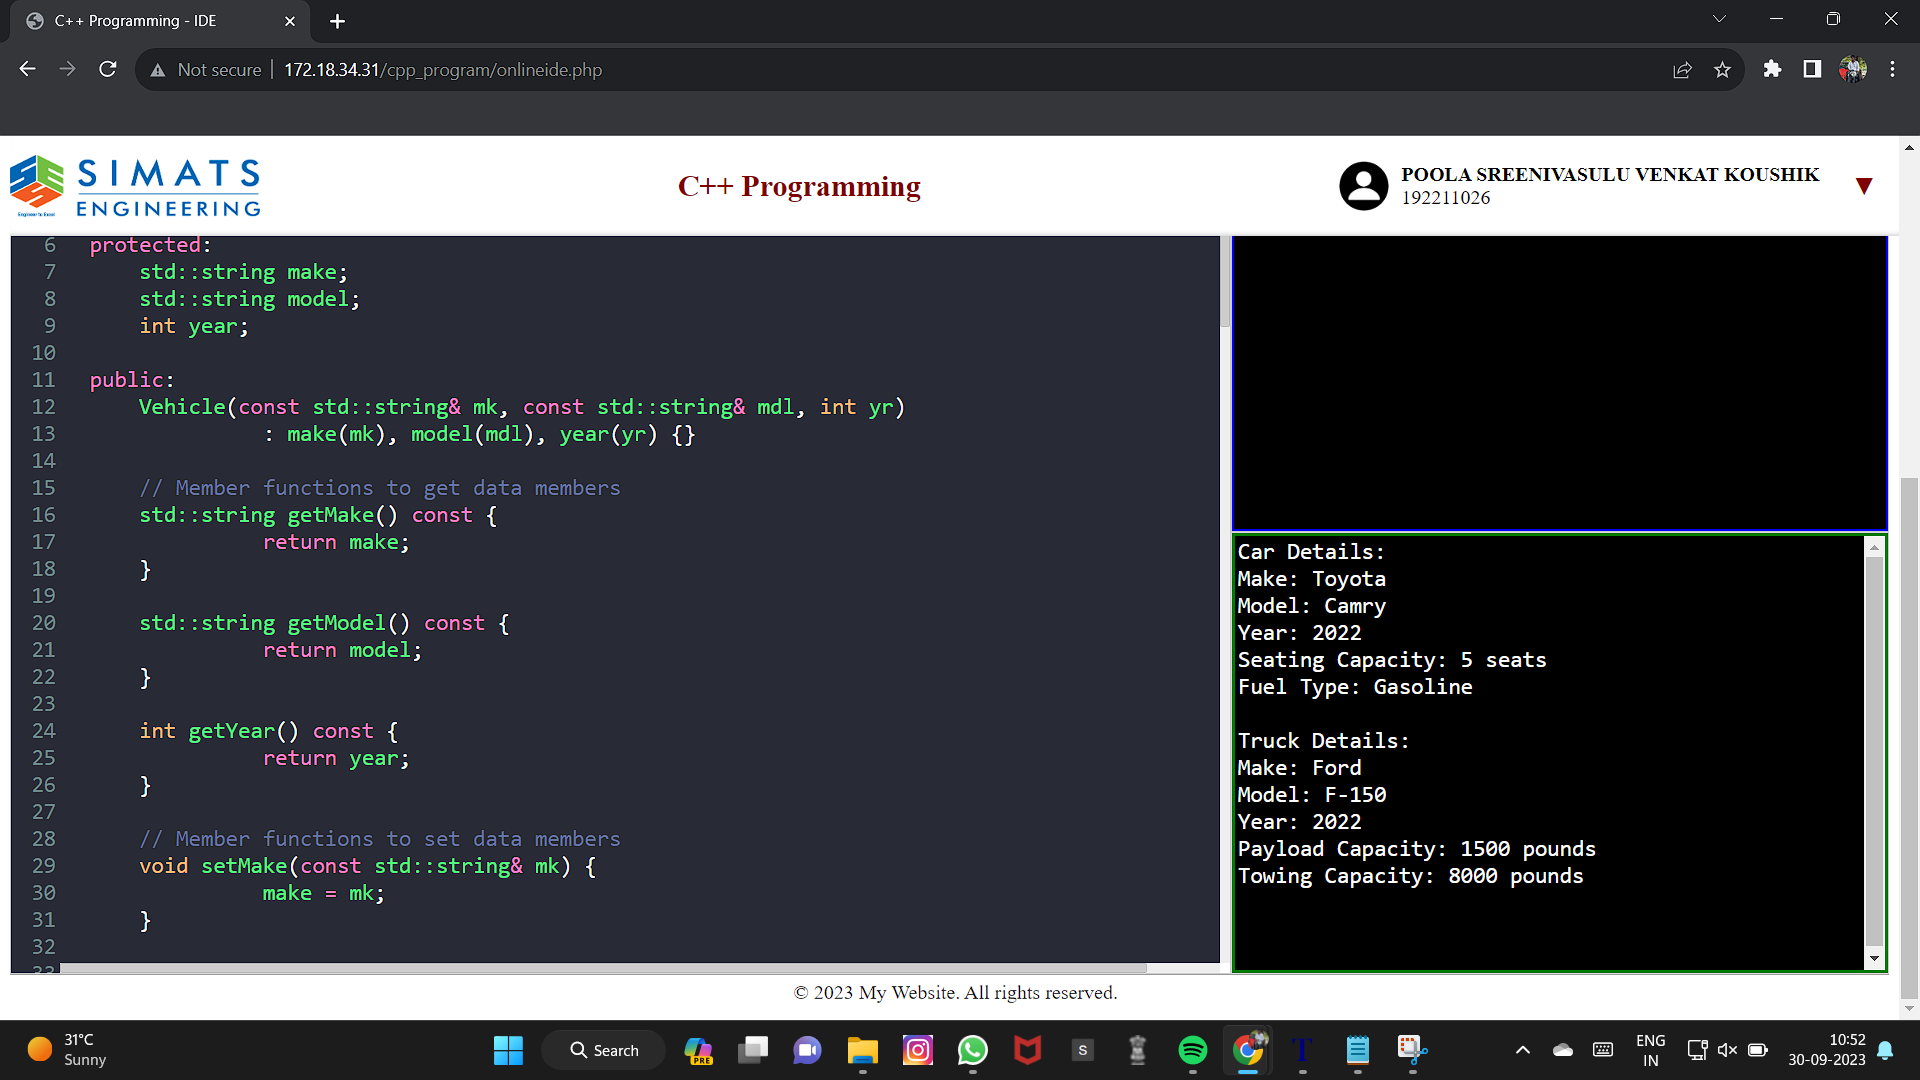 C++ Programming - IDE
Not secure
172.18.34.31/cpp_program/onlineide.php
SIMATS
ENGINEERING
Engineer to Excel
C++ Programming
POOLA SREENIVASULU VENKAT KOUSHIK
192211026
6 protected:
7 std::string make;
8 std::string model;
9 int year;
10
11 public:
12 Vehicle(const std::string& mk, const std::string& mdl, int yr)
13 : make(mk), model(mdl), year(yr) {}
14
15 // Member functions to get data members
16 std::string getMake() const {
17 return make;
18 }
19
20 std::string getModel() const {
21 return model;
22 }
23
24 int getYear() const {
25 return year;
26 }
27
28 // Member functions to set data members
29 void setMake(const std::string& mk) {
30 make = mk;
31 }
32
33
Car Details:
Make: Toyota
Model: Camry
Year: 2022
Seating Capacity: 5 seats
Fuel Type: Gasoline
Truck Details:
Make: Ford
Model: F-150
Year: 2022
Payload Capacity: 1500 pounds
Towing Capacity: 8000 pounds
© 2023 My Website. All rights reserved.
31°C
Sunny
Search
PRE
S
T
ENG
IN
10:52
30-09-2023